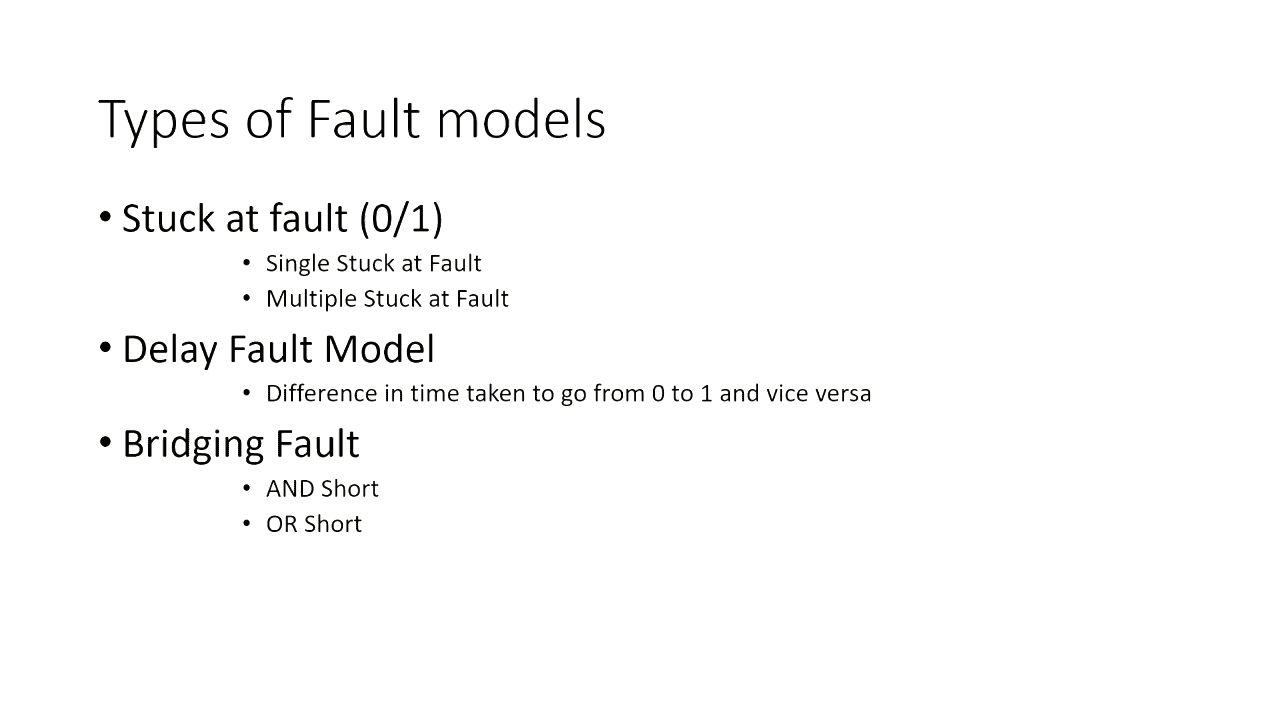 Types of Fault models
• Stuck at fault (0/1)
• Single Stuck at Fault
• Multiple Stuck at Fault
• Delay Fault Model
• Difference in time taken to go from 0 to 1 and vice versa
• Bridging Fault
• AND Short
• OR Short